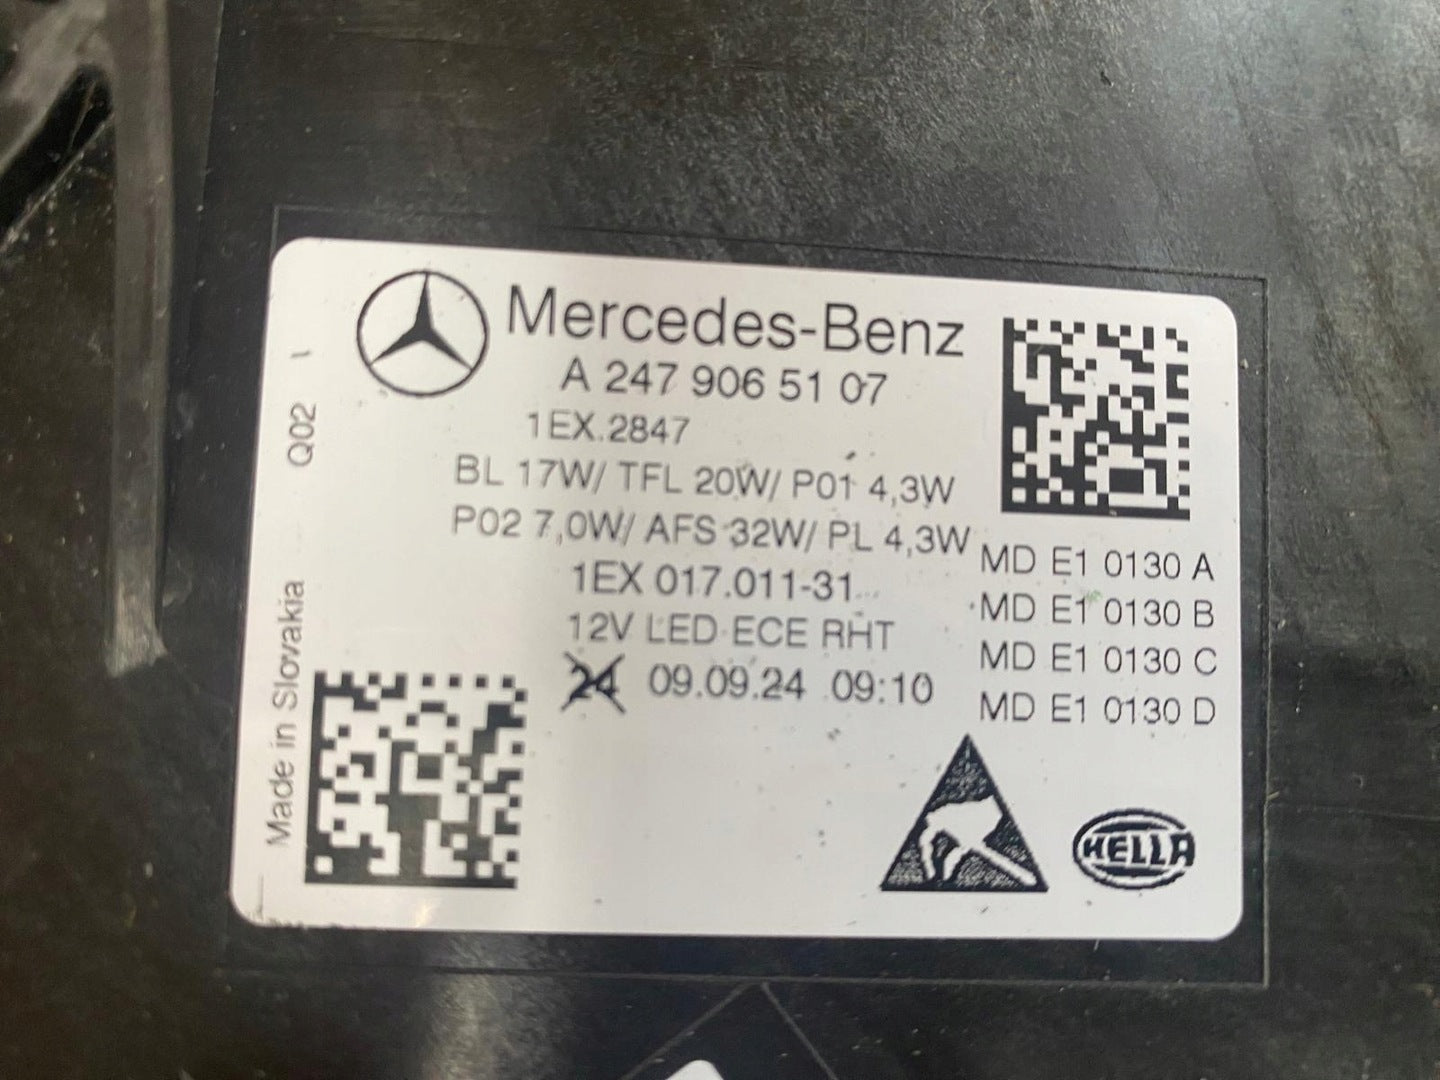 Mercedes-Benz
A 247 906 51 07
1EX.2847
BL 17W/ TFL 20W/ P01 4,3W
P02 7,0W/ AFS 32W/ PL 4,3W
1EX 017.011-31
12V LED ECE RHT
24 09.09.24 09:10
MD E1 0130 A
MD E1 0130 B
MD E1 0130 C
MD E1 0130 D
HELLA
Made in Slovakia Q02